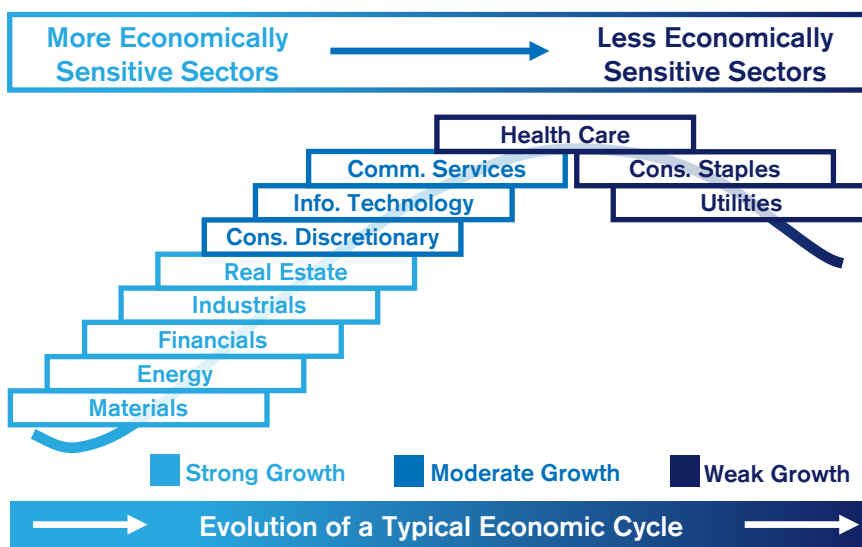 More Economically
Sensitive Sectors
Less Economically
Sensitive Sectors
Health Care
Comm. Services
Cons. Staples
Info. Technology
Utilities
Cons. Discretionary
Real Estate
Industrials
Financials
Energy
Materials
Strong Growth
Moderate Growth
Weak Growth
Evolution of a Typical Economic Cycle